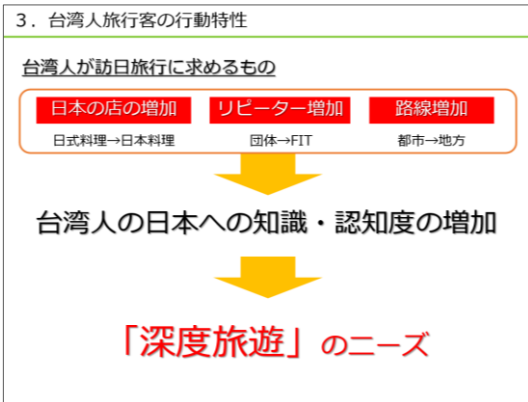 ３．台湾人旅行客の行動特性
台湾人が訪日旅行に求めるもの
日本の店の増加 リピーター増加 路線増加
日式料理→日本料理 団体→FIT 都市→地方
台湾人の日本への知識・認知度の増加
「深度旅遊」のニーズ